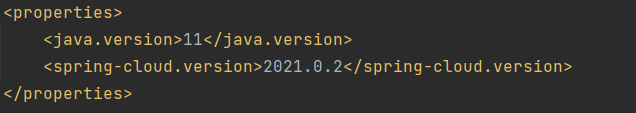 <properties>
<java.version>11</java.version>
<spring-cloud.version>2021.0.2</spring-cloud.version>
</properties>